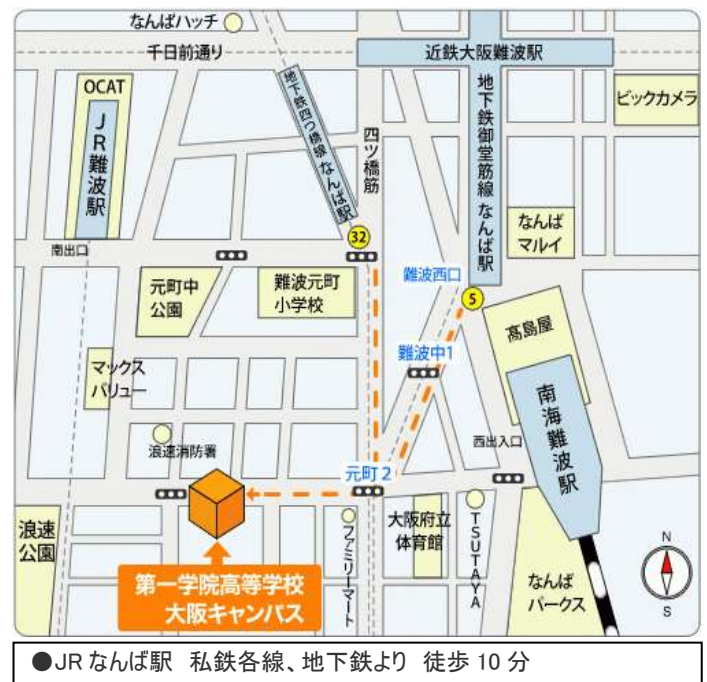 なんばハッチ
千日前通り
近鉄大阪難波駅
OCAT
JR難波駅
地下鉄四つ橋線 なんば駅
四ツ橋筋
地下鉄御堂筋線 なんば駅
ビックカメラ
32
なんば
マルイ
南出口
元町中
公園
難波元町
小学校
難波西口
5
髙島屋
難波中1
マックス
バリュー
南海難波駅
浪速消防署
西出入口
元町2
浪速
公園
ファミリーマート
大阪府立
体育館
TSUTAYA
なんば
パークス
N
S
第一学院高等学校
大阪キャンパス
●JRなんば駅 私鉄各線、地下鉄より 徒歩10分